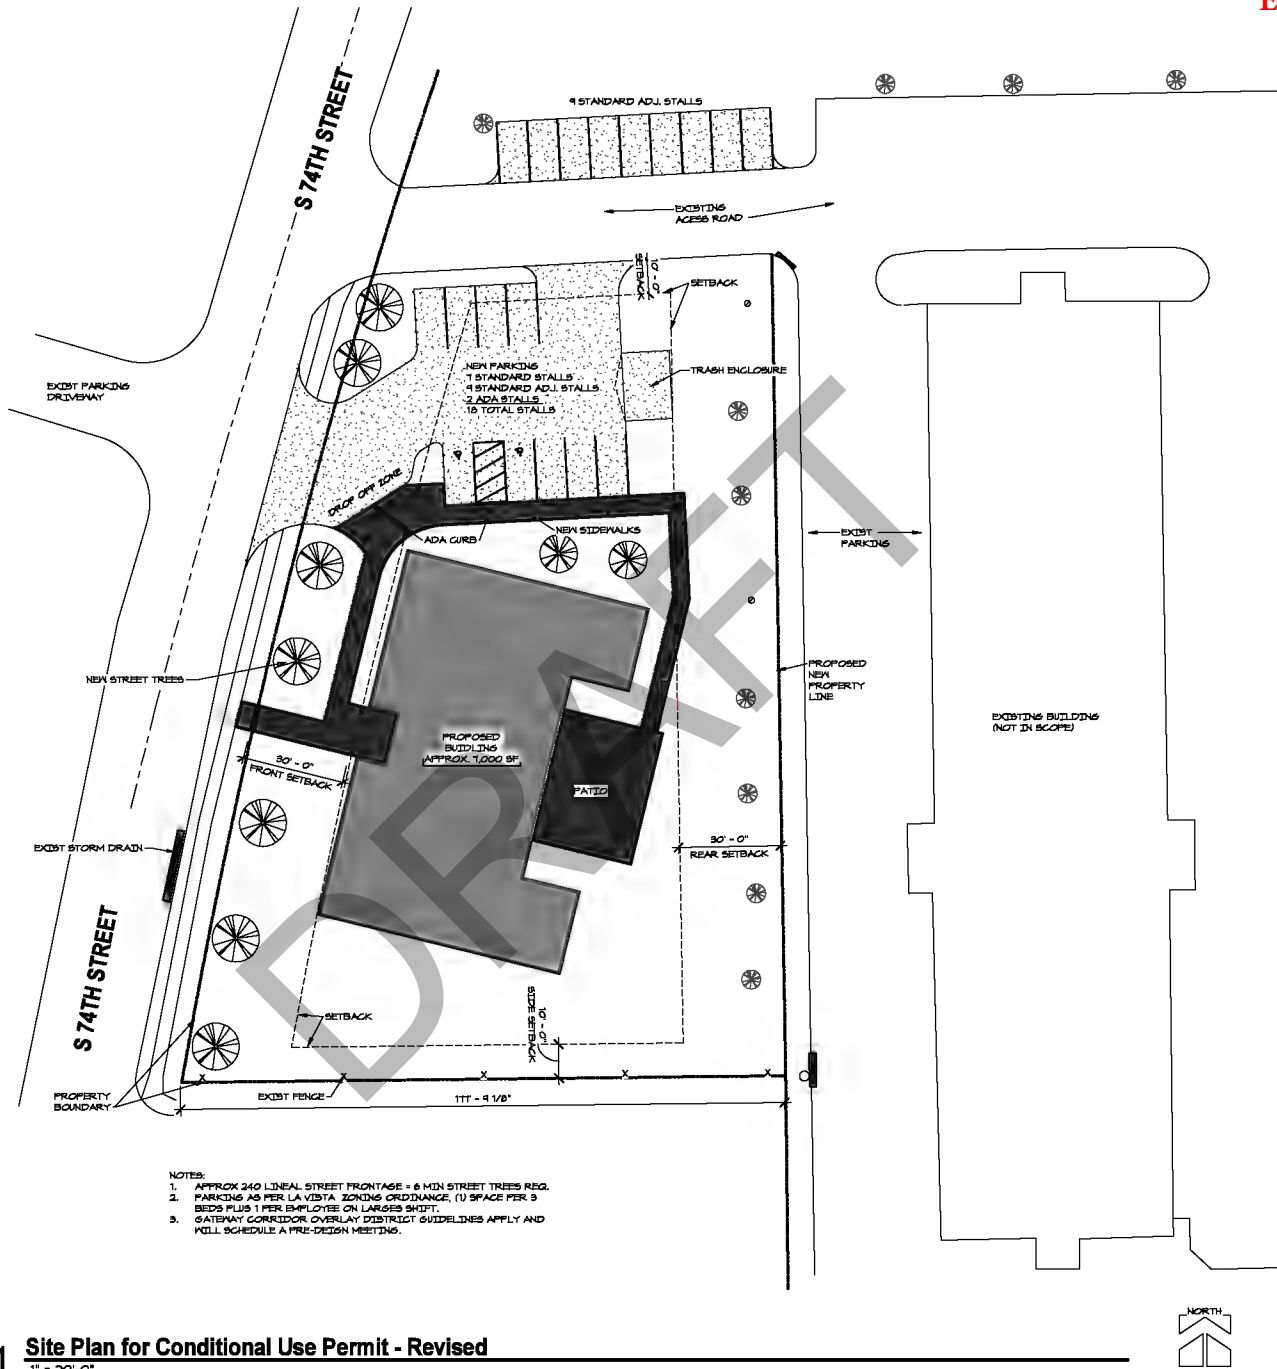 E
S 74TH STREET
9 STANDARD ADJ. STALLS
EXISTING
ACESS ROAD
10' - 0"
SETBACK
SETBACK
EXIST PARKING
DRIVEWAY
NEW PARKING
7 STANDARD STALLS
9 STANDARD ADJ. STALLS
2 ADA STALLS
18 TOTAL STALLS
TRASH ENCLOSURE
DROP OFF ZONE
ADA CURB
NEW SIDEWALKS
EXIST
PARKING
NEW STREET TREES
PROPOSED
NEW
PROPERTY
LINE
EXISTING BUILDING
(NOT IN SCOPE)
PROPOSED
BUIDLING
APPROX. 7,000 SF
30' - 0"
FRONT SETBACK
PATIO
EXIST STORM DRAIN
30' - 0"
REAR SETBACK
S 74TH STREET
SETBACK
10' - 0"
SIDE SETBACK
PROPERTY
BOUNDARY
EXIST FENCE
177' - 9 1/8"
DRAFT
NOTES:
1. APPROX 240 LINEAL STREET FRONTAGE = 6 MIN STREET TREES REQ.
2. PARKING AS PER LA VISTA ZONING ORDINANCE, (1) SPACE PER 3
BEDS PLUS 1 PER EMPLOYEE ON LARGES SHIFT.
3. GATEWAY CORRIDOR OVERLAY DISTRICT GUIDELINES APPLY AND
WILL SCHEDULE A PRE-DEIGN MEETING.
NORTH
1 Site Plan for Conditional Use Permit - Revised